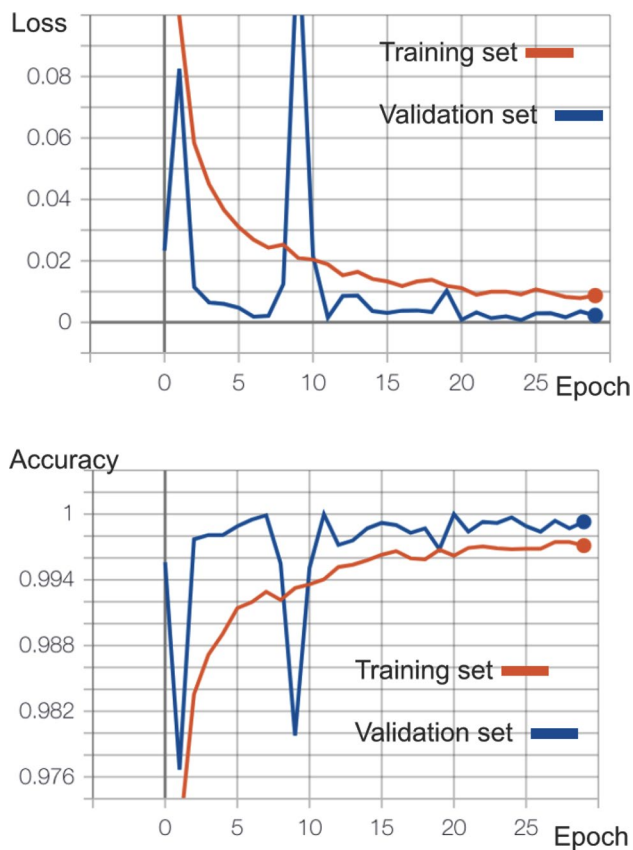 Loss
Training set
0.08
Validation set
0.06
0.04
0.02
0
0 5 10 15 20 25 Epoch
Accuracy
1
0.994
0.988
Training set
0.982
Validation set
0.976
0 5 10 15 20 25
Epoch